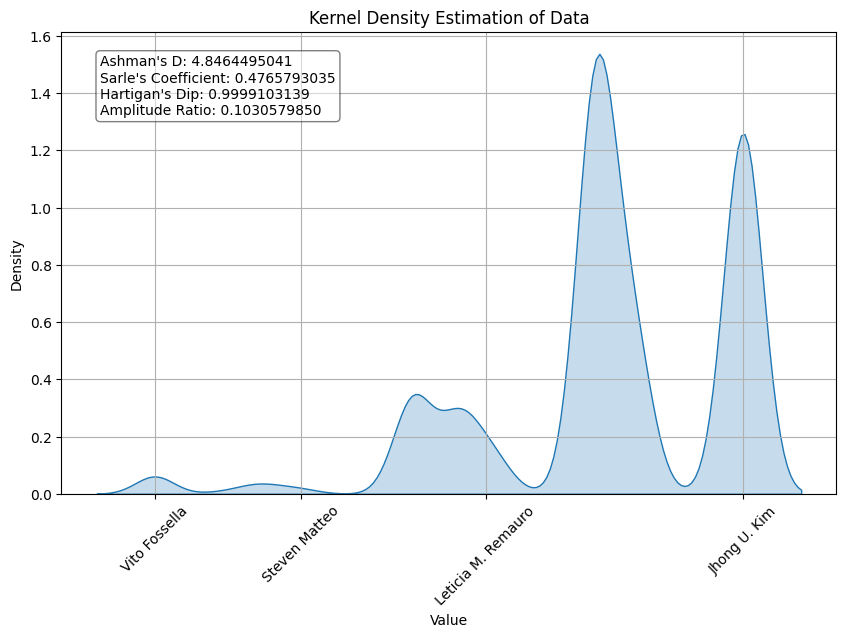 Kernel Density Estimation of Data
Ashman's D: 4.8464495041
Sarle's Coefficient: 0.4765793035
Hartigan's Dip: 0.9999103139
Amplitude Ratio: 0.1030579850
Density
1.6
1.4
1.2
1.0
0.8
0.6
0.4
0.2
0.0
Vito Fossella
Steven Matteo
Leticia M. Remauro
Jhong U. Kim
Value